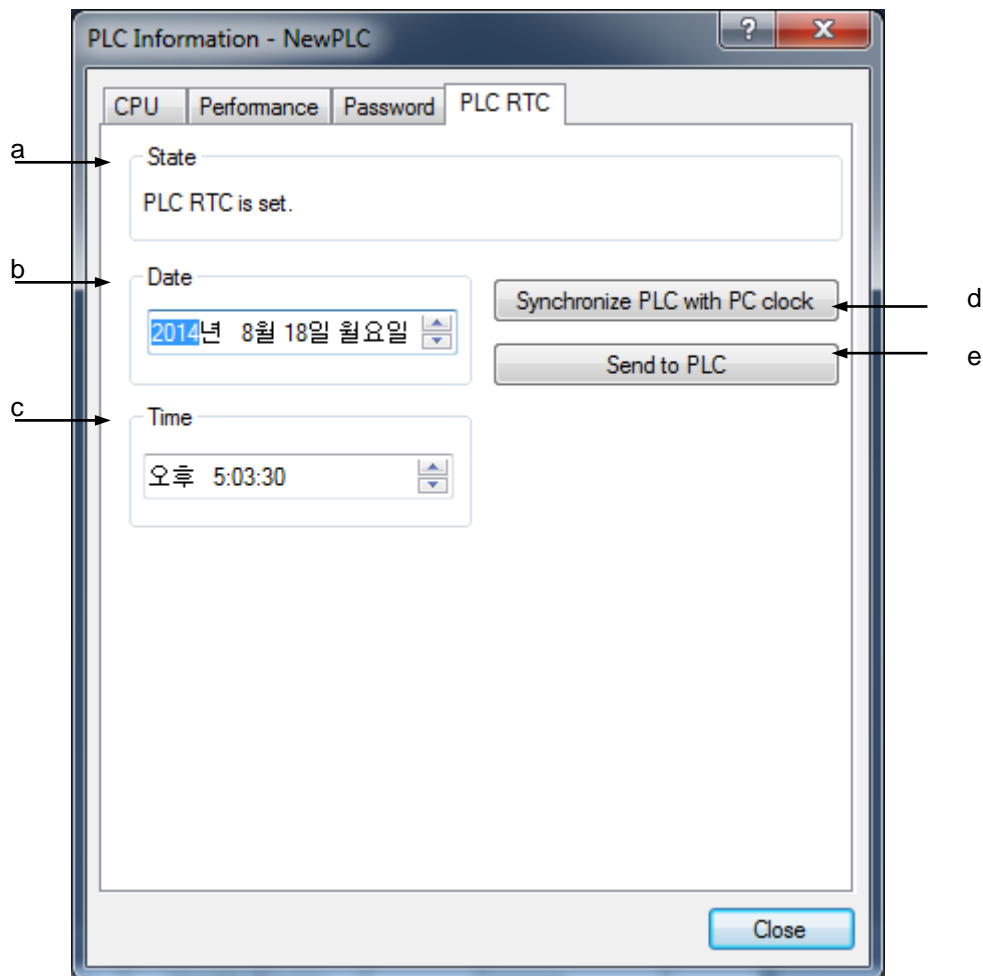 PLC Information - NewPLC
?
CPU Performance Password PLC RTC
a
State
PLC RTC is set.
b
Date
2014년 8월 18일 월요일
Synchronize PLC with PC clock
d
Send to PLC
e
c
Time
오후 5:03:30
Close